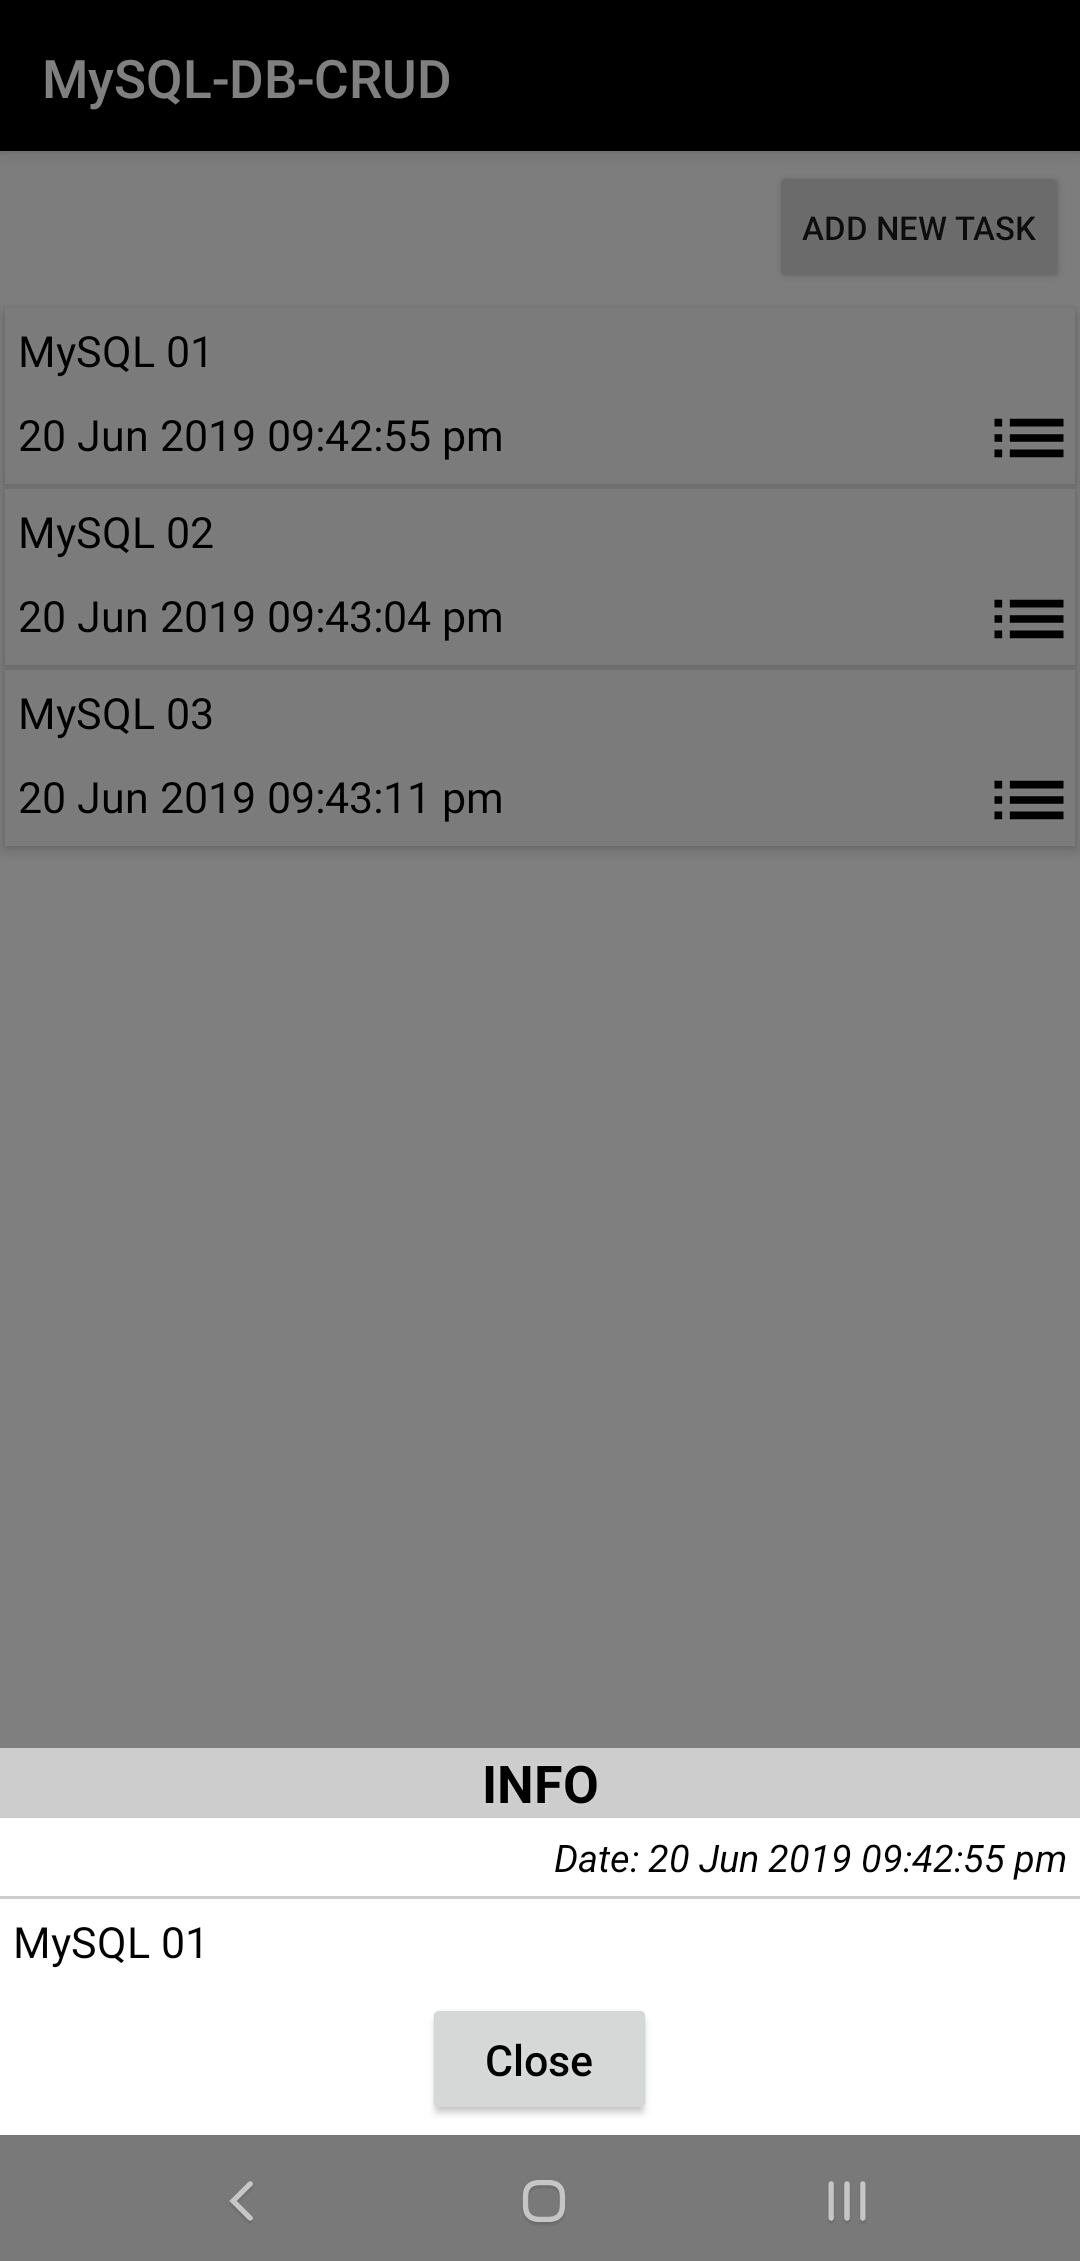 MySQL-DB-CRUD
ADD NEW TASK
MySQL 01
20 Jun 2019 09:42:55 pm
MySQL 02
20 Jun 2019 09:43:04 pm
MySQL 03
20 Jun 2019 09:43:11 pm
INFO
Date: 20 Jun 2019 09:42:55 pm
MySQL 01
Close